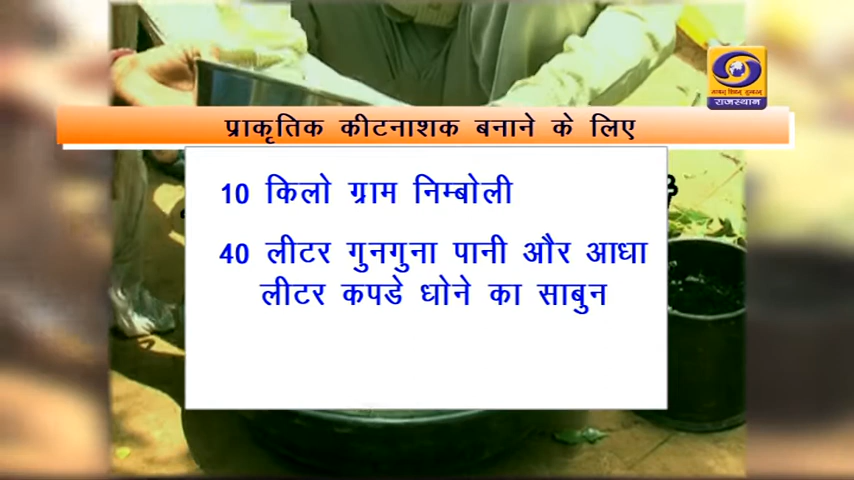 राजस्थान
प्राकृतिक कीटनाशक बनाने के लिए
10 किलो ग्राम निम्बोली
40 लीटर गुनगुना पानी और आधा
लीटर कपडे धोने का साबुन